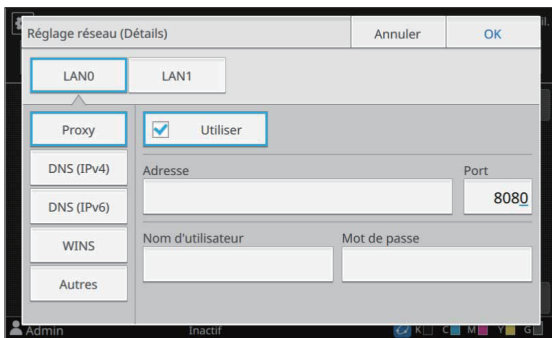 Réglage réseau (Détails) Annuler OK
LAN0 LAN1
Proxy Utiliser
DNS (IPv4) Adresse Port
DNS (IPv6) 8080
WINS Nom d'utilisateur Mot de passe
Autres
Admin Inactif K C M Y G